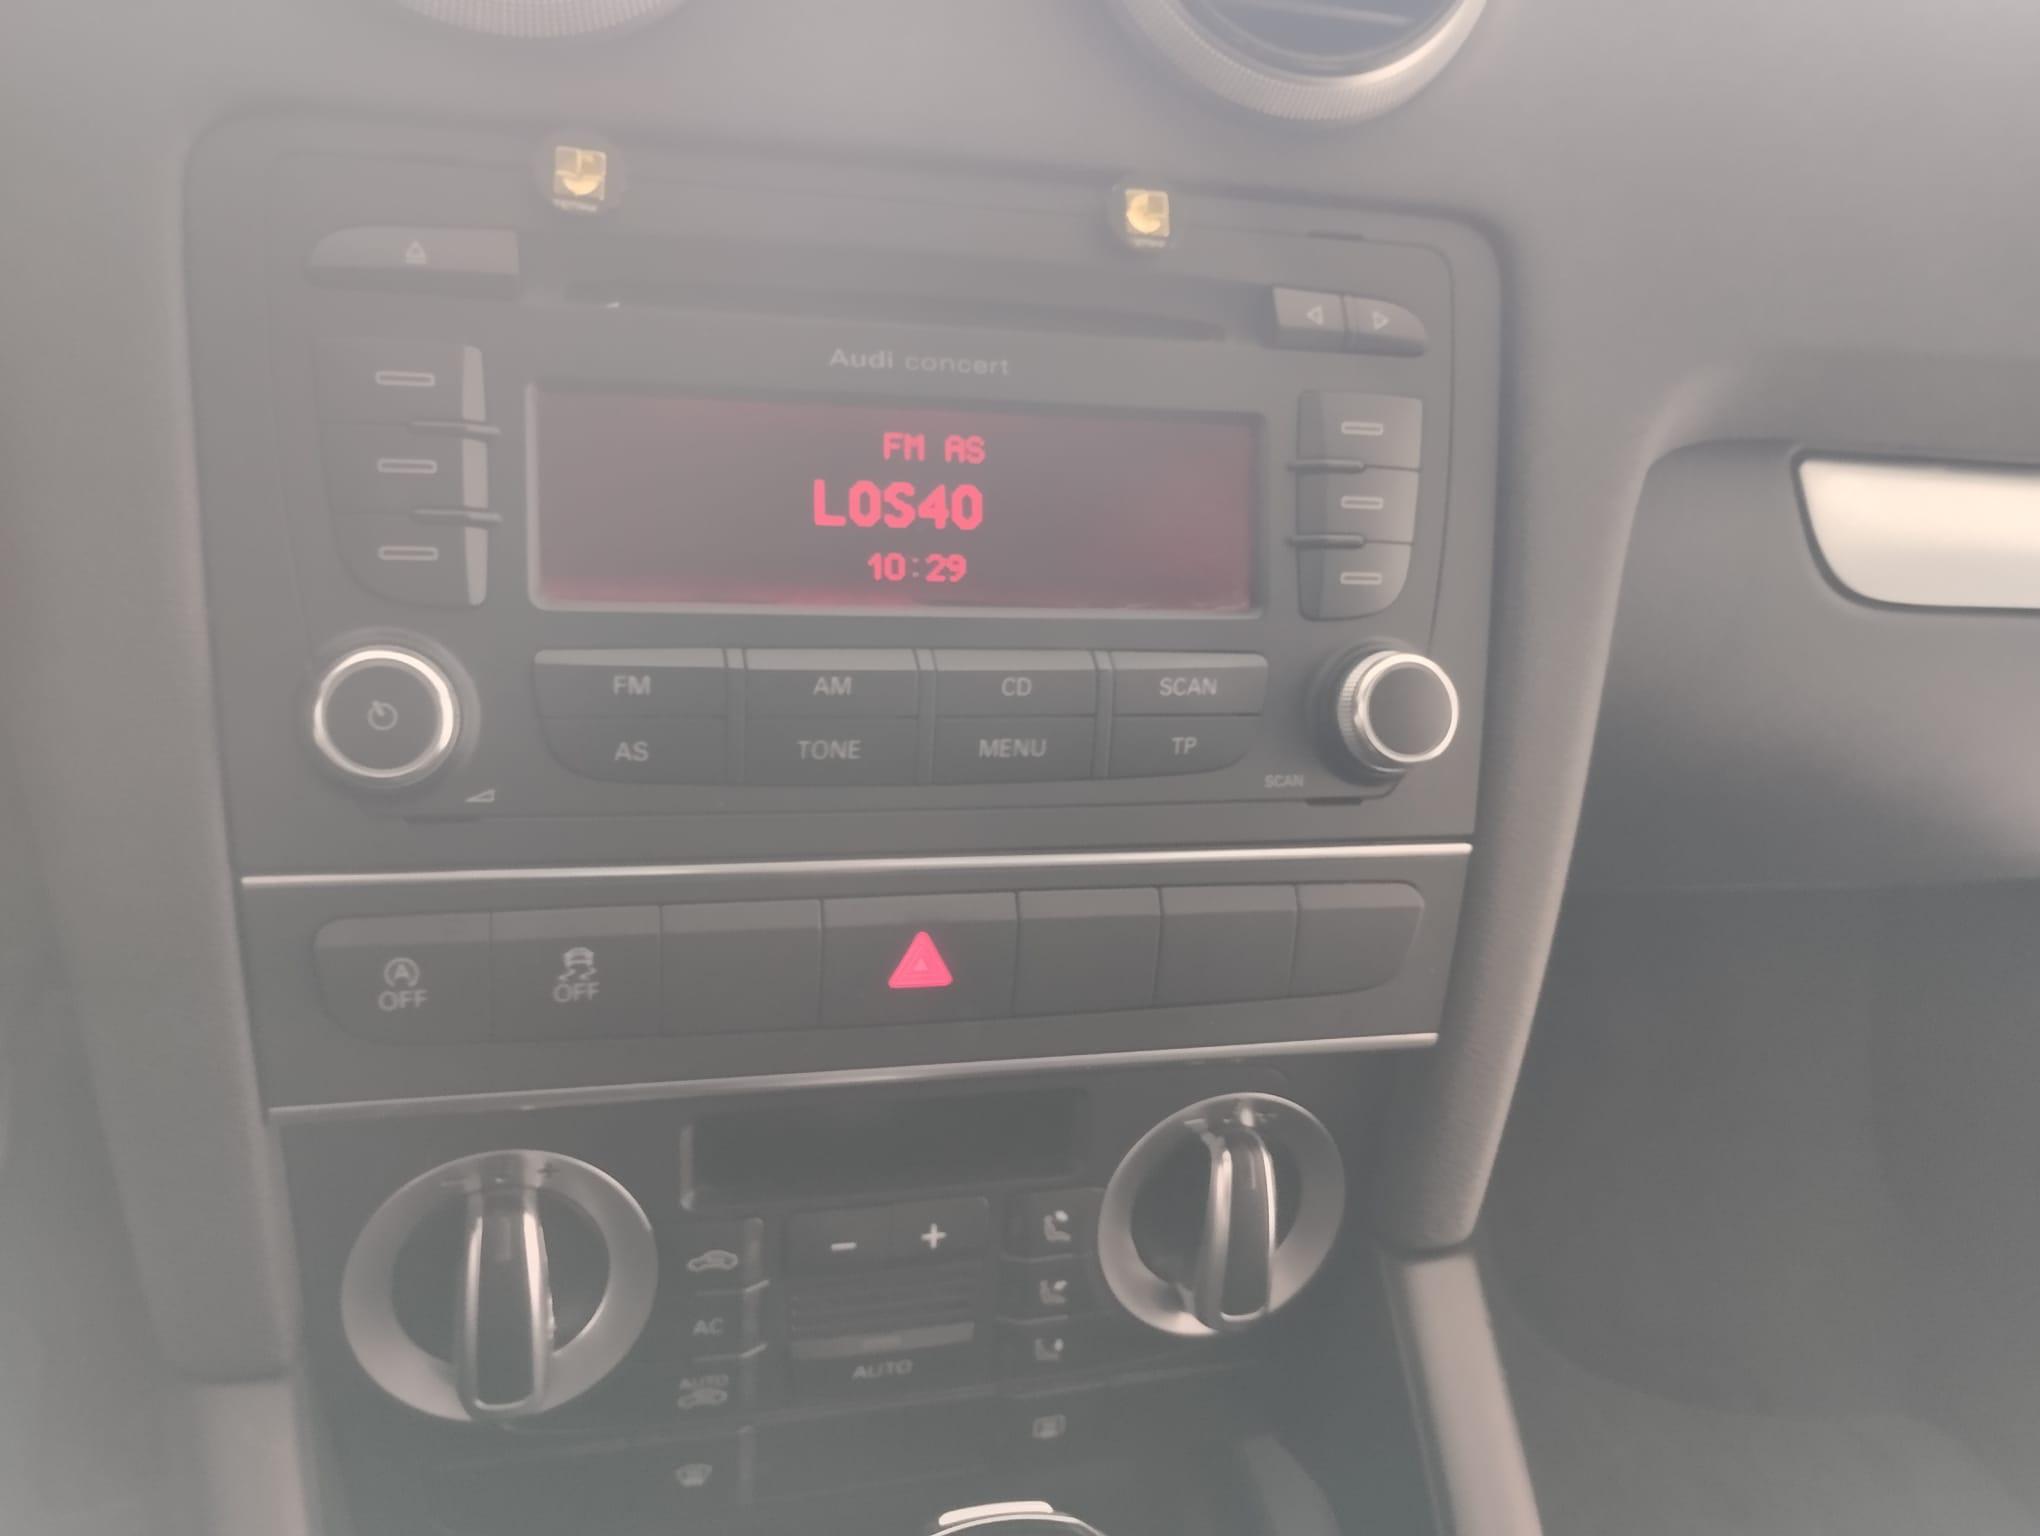 Audi concert
FM AS
LOS40
10:29
FM
AM
CD
SCAN
AS
TONE
MENU
TP
SCAN
A
OFF
OFF
- +
AC
AUTO
AUTO